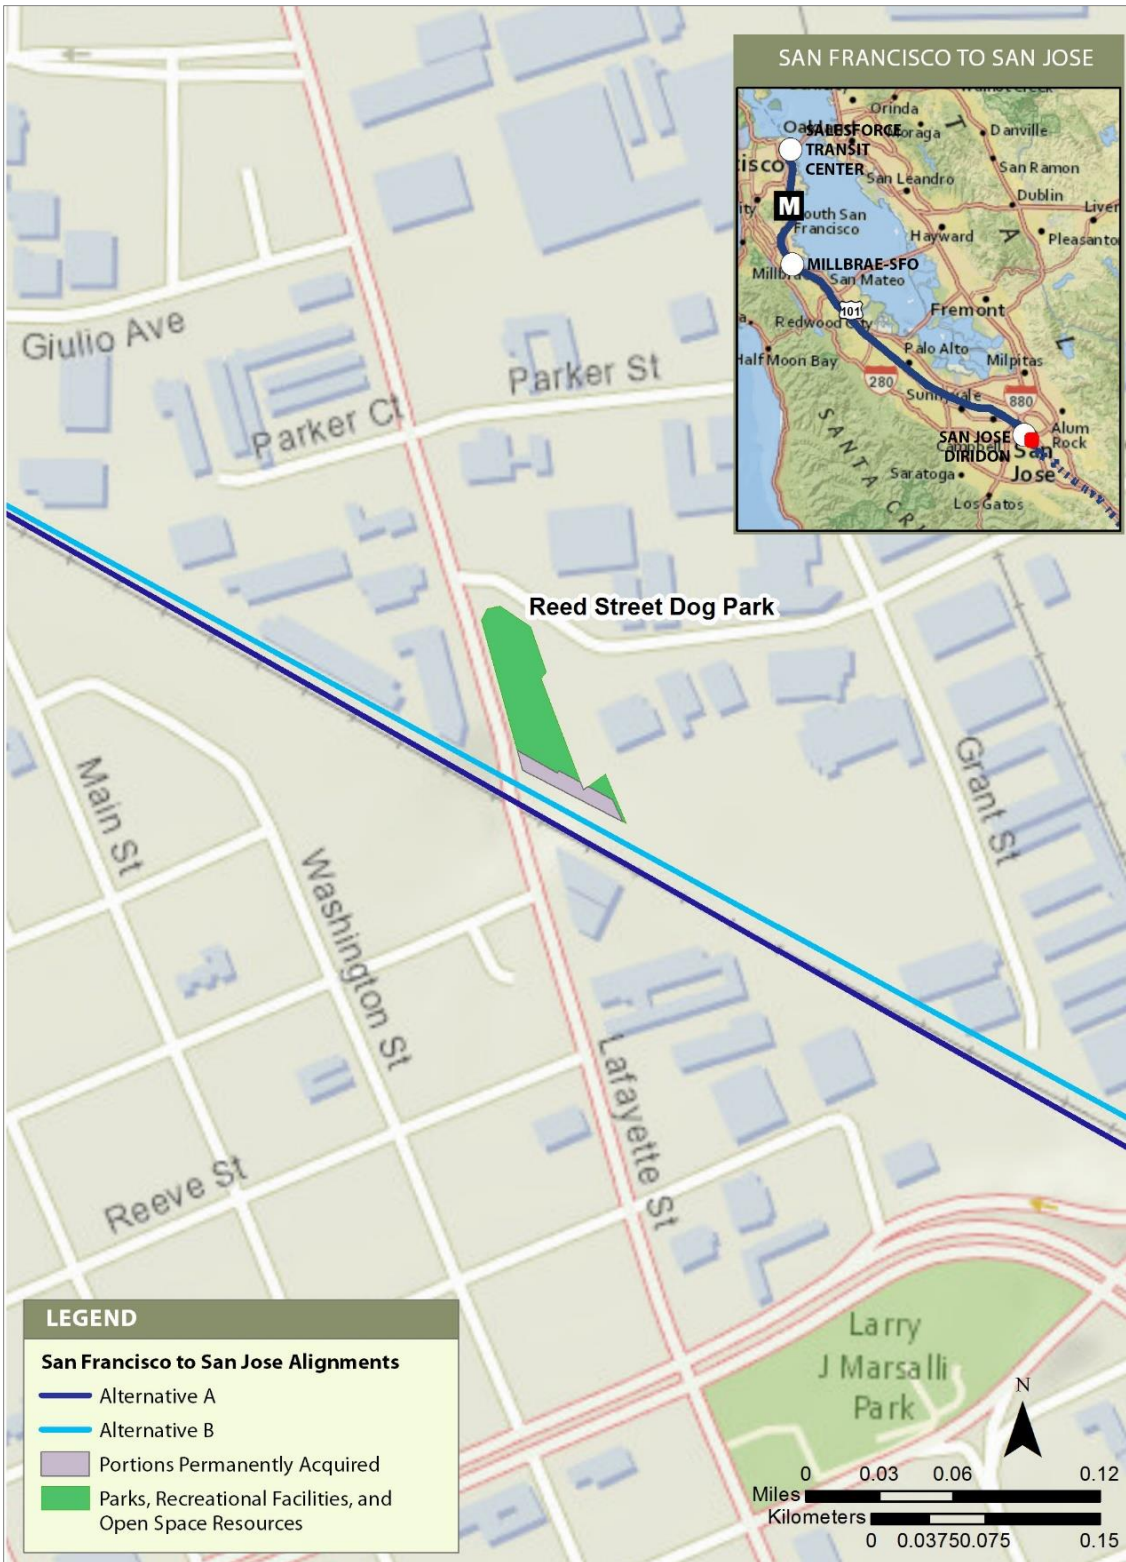 SAN FRANCISCO TO SAN JOSE
Orinda
SALESFORCE
TRANSIT
CENTER
Moraga
Danville
San Ramon
San Leandro
Dublin
M
South San
Francisco
Hayward
MILLBRAE-SFO
San Mateo
Fremont
101
Redwood City
Half Moon Bay
Palo Alto
Milpitas
280
Sunnyvale
880
SAN JOSE
DIRIDON
Alum
Rock
San
Jose
Saratoga
Los Gatos
SANTA CR
Giulio Ave
Parker St
Parker Ct
Reed Street Dog Park
Main St
Washington St
Grant St
Lafayette St
Reeve St
Larry
J Marsalli
Park
LEGEND
San Francisco to San Jose Alignments
Alternative A
Alternative B
Portions Permanently Acquired
Parks, Recreational Facilities, and
Open Space Resources
N
0 0.03 0.06 0.12
Miles
Kilometers
0 0.0375 0.075 0.15